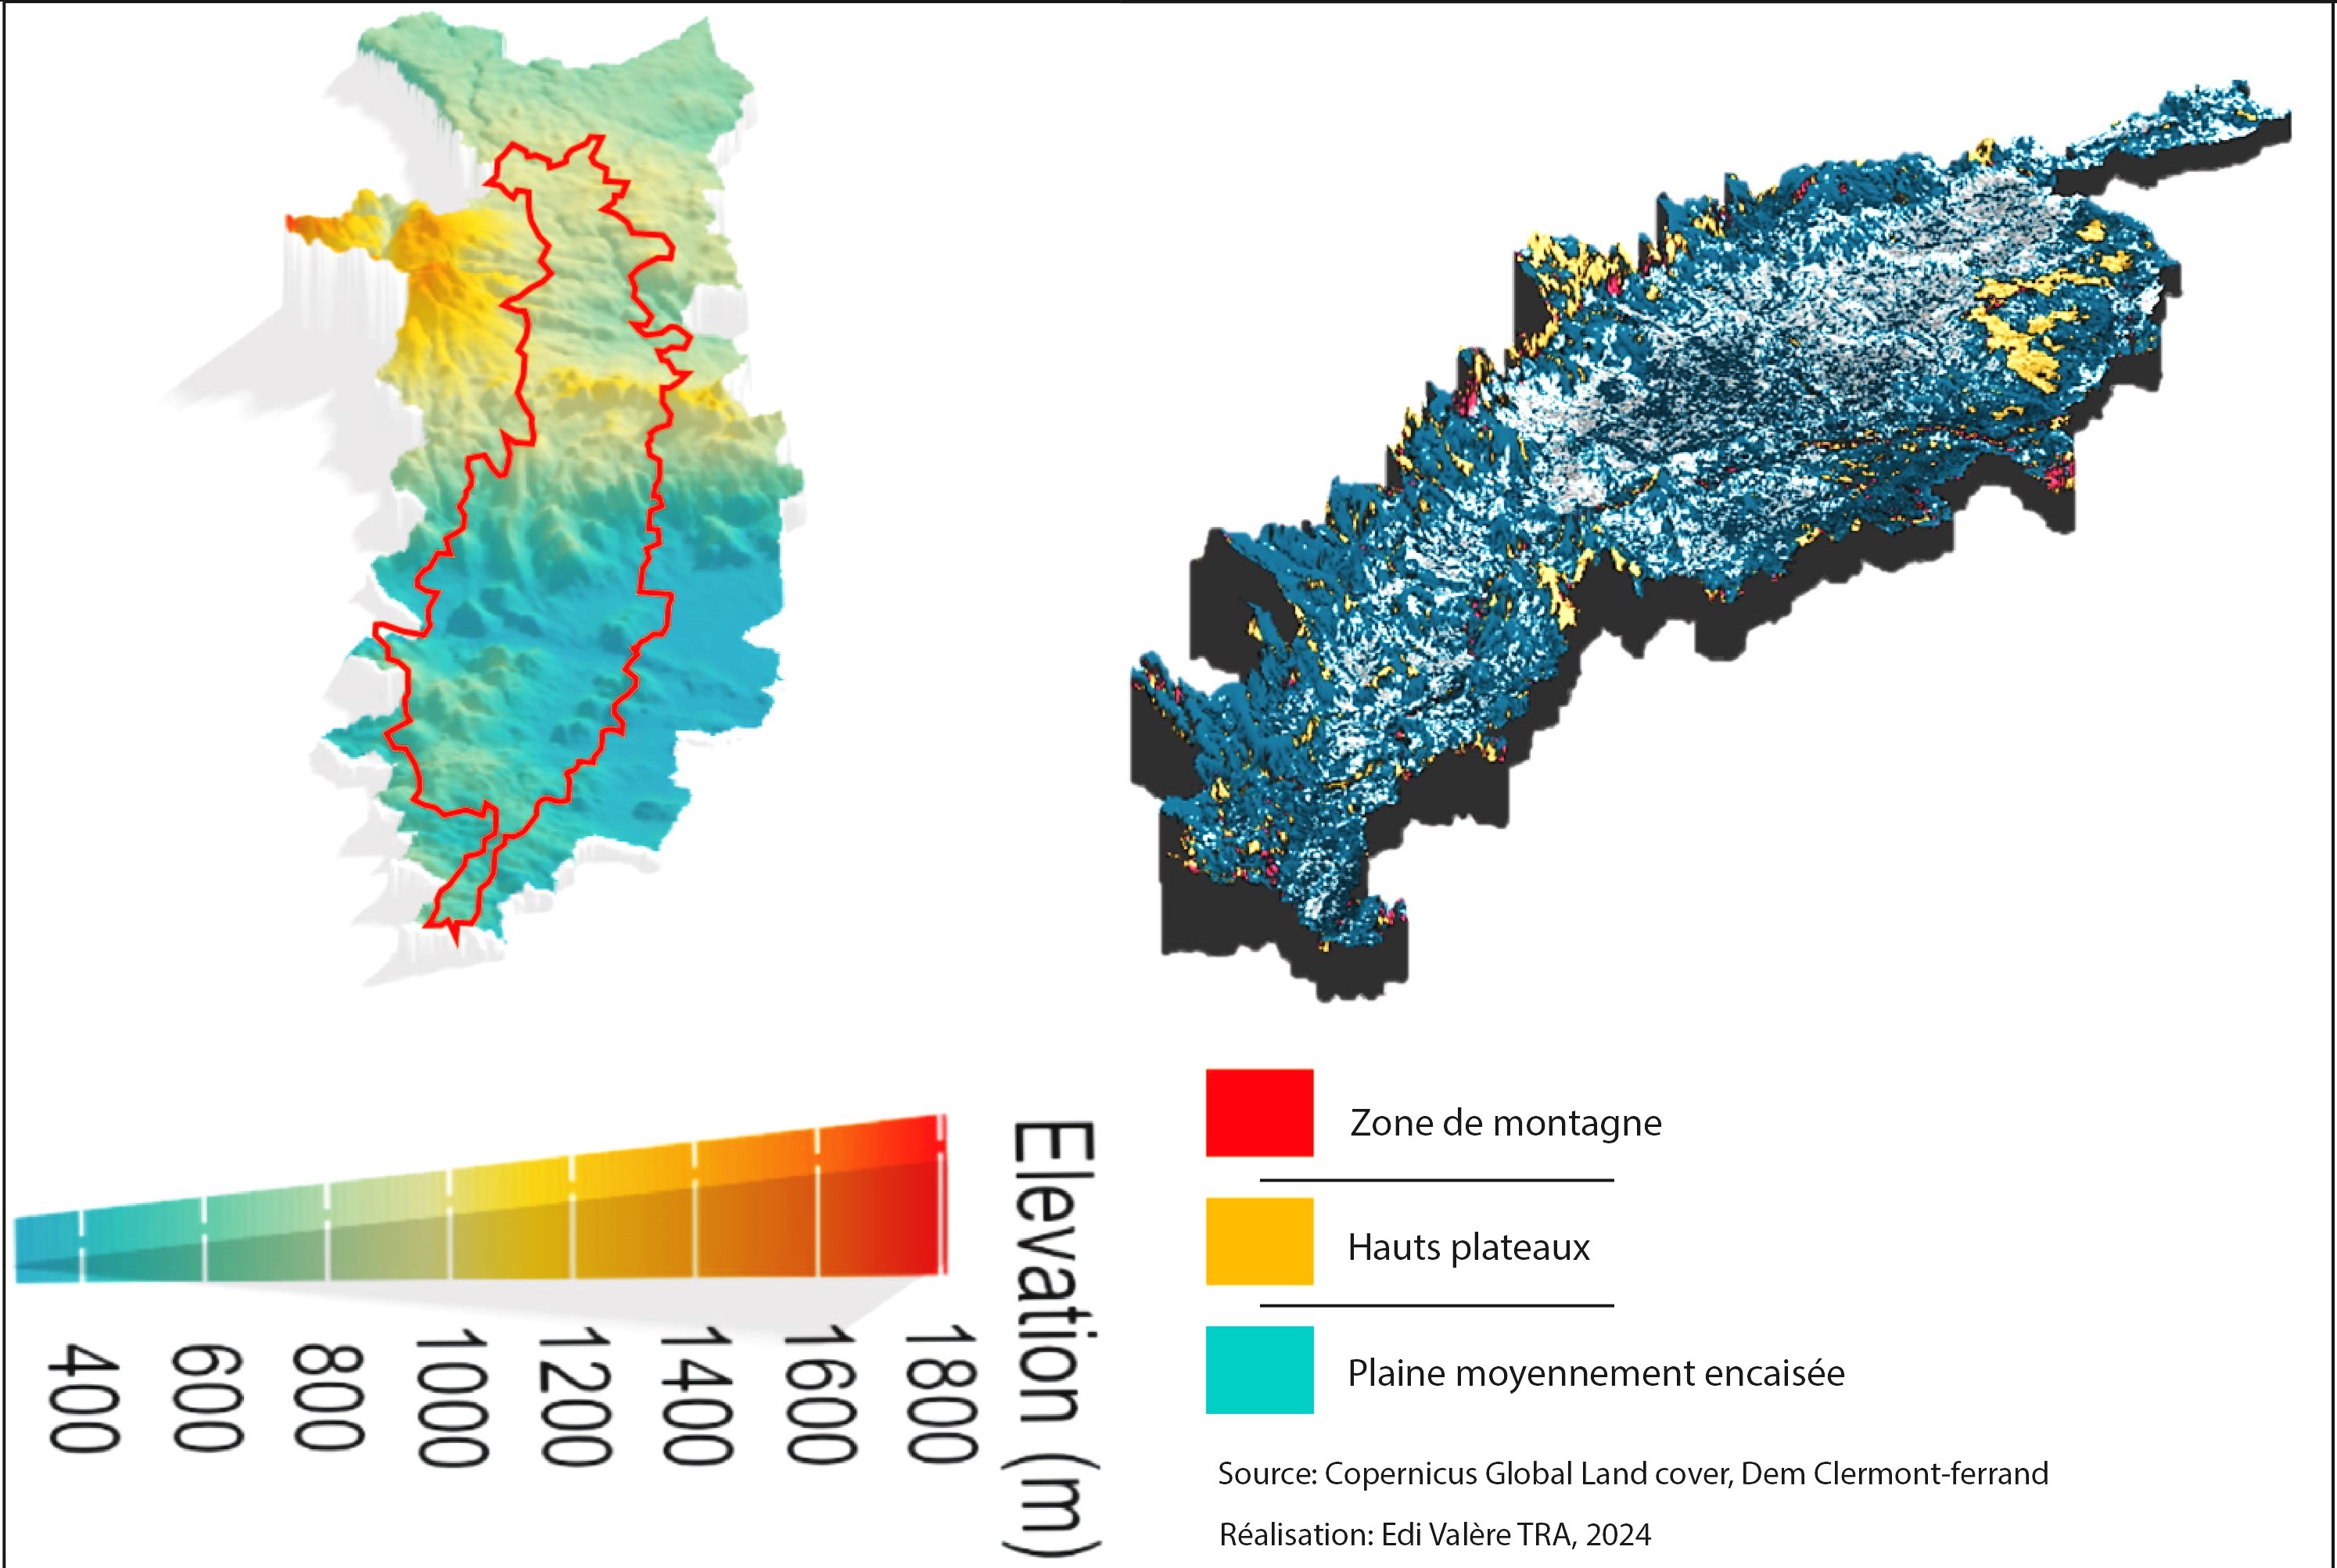 Elevation (m)
400
600
800
1000
1200
1400
1600
1800
Zone de montagne
Hauts plateaux
Plaine moyennement encaisée
Source: Copernicus Global Land cover, Dem Clermont-ferrand
Réalisation: Edi Valère TRA, 2024